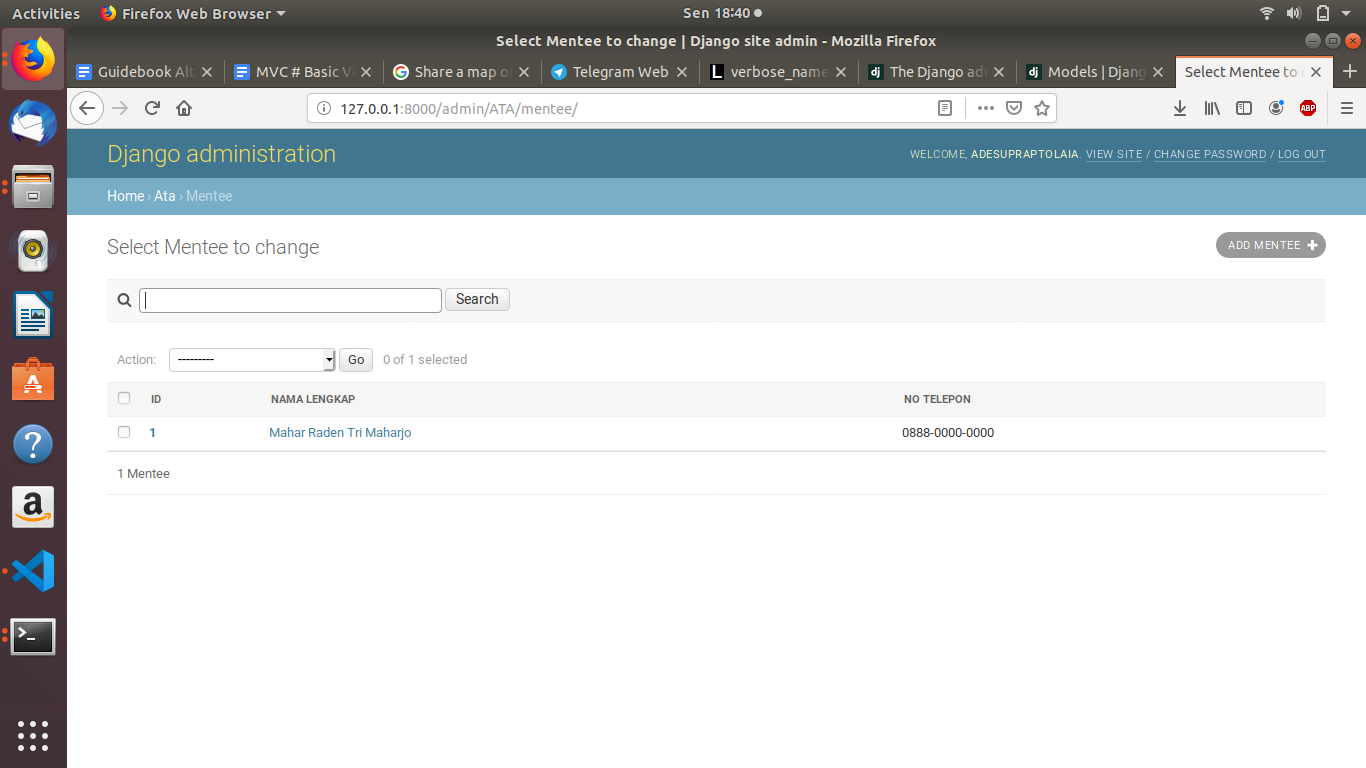 Activities Firefox Web Browser Sen 18:40
Select Mentee to change | Django site admin - Mozilla Firefox
Guidebook Alt MVC # Basic Vi Share a map or Telegram Web verbose_name The Django ad Models | Djang Select Mentee to c
127.0.0.1:8000/admin/ATA/mentee/ ABP
Django administration WELCOME, ADESUPRAPTOLAIA. VIEW SITE / CHANGE PASSWORD / LOG OUT
Home › Ata › Mentee
Select Mentee to change ADD MENTEE
Search
Action: --------- Go 0 of 1 selected
ID NAMA LENGKAP NO TELEPON
1 Mahar Raden Tri Maharjo 0888-0000-0000
1 Mentee